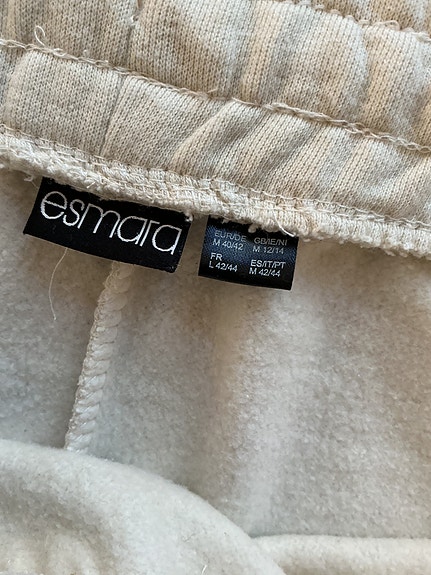 esmara
EUR/DE GB/IE/NI
M 40/42 M 12/14
FR ES/IT/PT
L 42/44 M 42/44